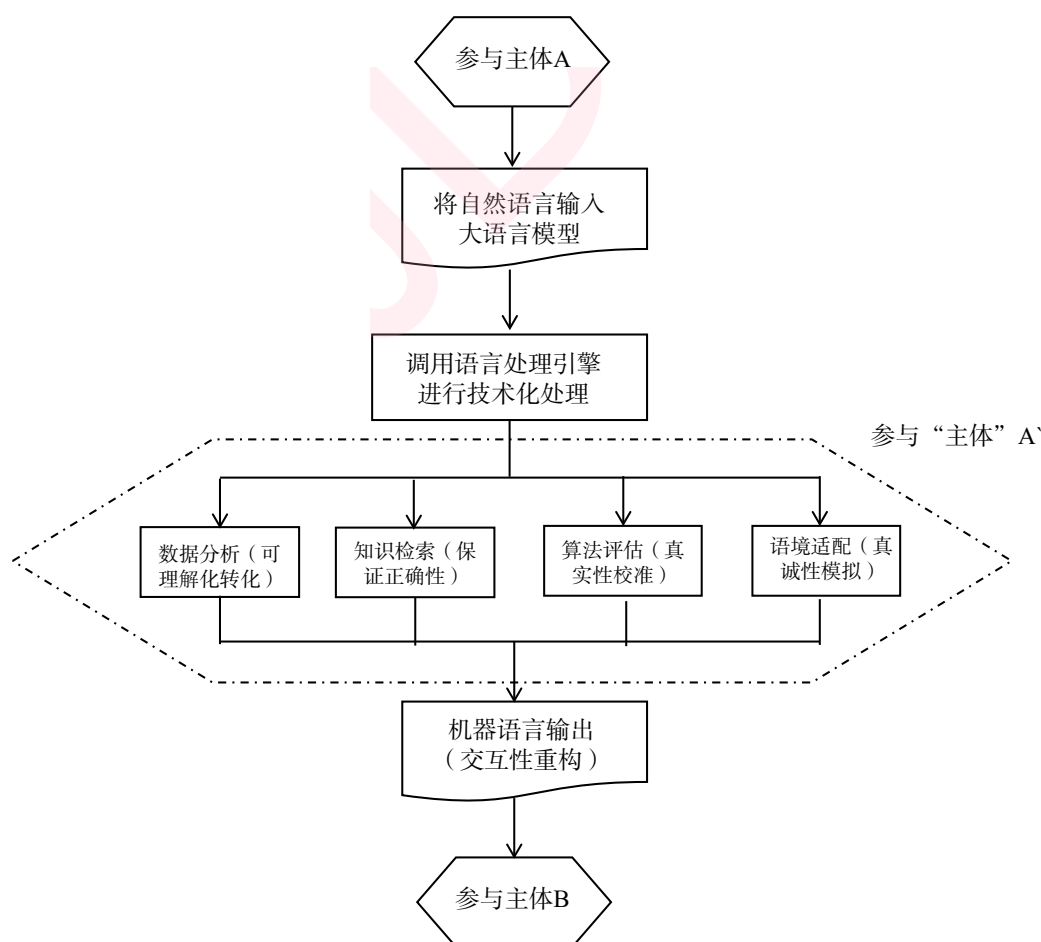 参与主体A
将自然语言输入
大语言模型
调用语言处理引擎
进行技术化处理
参与“主体”A`
数据分析（可
理解化转化）
知识检索（保
证正确性）
算法评估（真
实性校准）
语境适配（真
诚性模拟）
机器语言输出
（交互性重构）
参与主体B